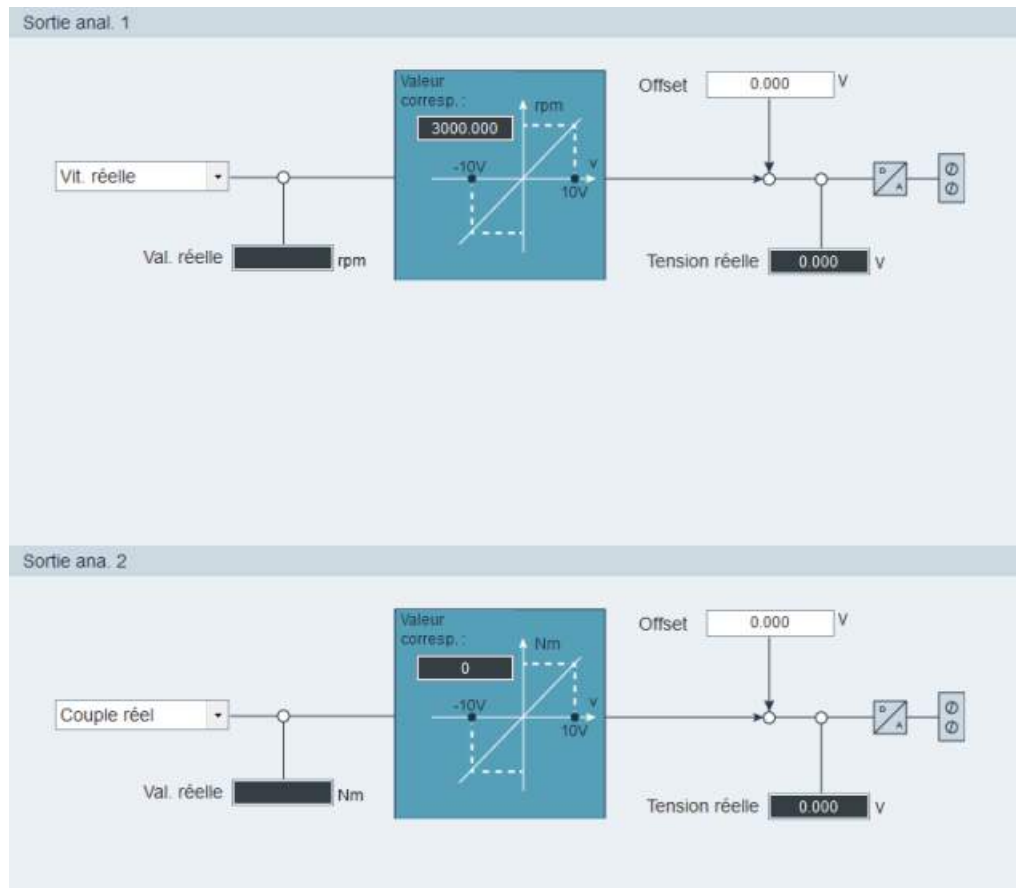 Sortie anal. 1
Valeur
corresp. :
3000.000
rpm
-10V
v
10V
Offset
0.000
V
Vit. réelle
Val. réelle
rpm
Tension réelle
0.000
V
D
A
Sortie ana. 2
Valeur
corresp. :
0
Nm
-10V
v
10V
Offset
0.000
V
Couple réel
Val. réelle
Nm
Tension réelle
0.000
V
D
A